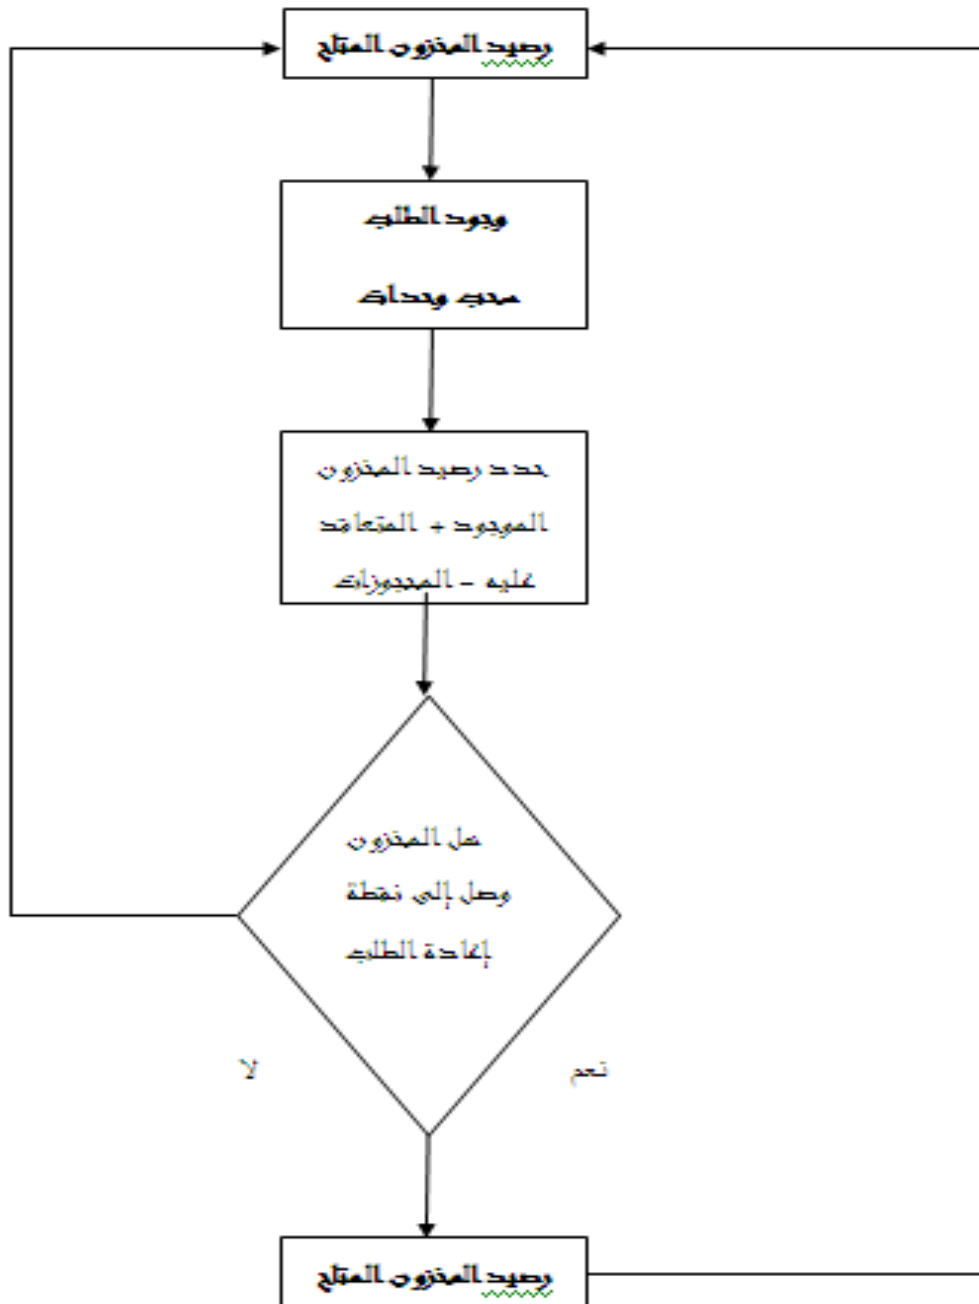 رصيد المخزون المتاح
وجود الطلب
سحب وحدات
حدد رصيد المخزون
الموجود + المتعاقد
عليه - المحجوزات
هل المخزون
وصل إلى نقطة
إعادة الطلب
لا
نعم
رصيد المخزون المتاح